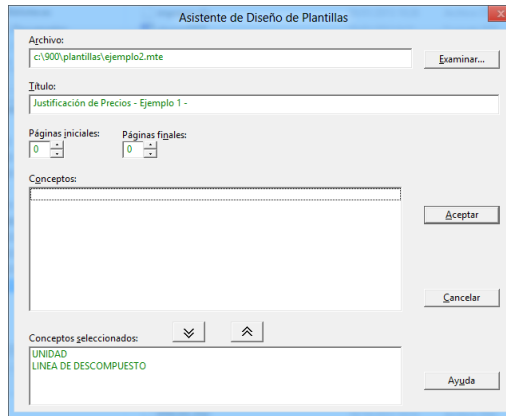 Asistente de Diseño de Plantillas
x
Archivo:
c:\900\plantillas\ejemplo2.mte
Examinar...
Título:
Justificación de Precios - Ejemplo 1 -
Páginas iniciales: Páginas finales:
0 0
Conceptos:
Aceptar
Cancelar
Conceptos seleccionados:
UNIDAD
LINEA DE DESCOMPUESTO
Ayuda